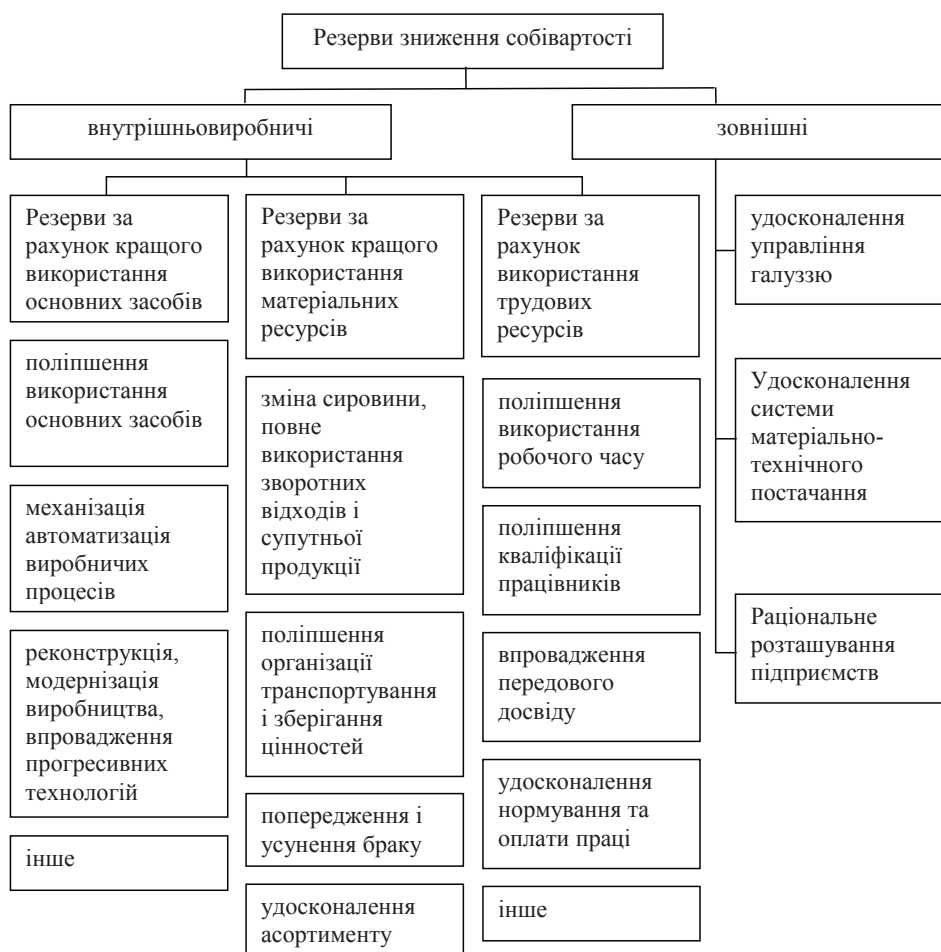 Резерви зниження собівартості
внутрішньовиробничі
зовнішні
Резерви за
рахунок кращого
використання
основних засобів
поліпшення
використання
основних засобів
механізація
автоматизація
виробничих
процесів
реконструкція,
модернізація
виробництва,
впровадження
прогресивних
технологій
інше
Резерви за
рахунок кращого
використання
матеріальних
ресурсів
зміна сировини,
повне
використання
зворотних
відходів і
супутньої
продукції
поліпшення
організації
транспортування
і зберігання
цінностей
попередження і
усунення браку
удосконалення
асортименту
Резерви за
рахунок
використання
трудових
ресурсів
поліпшення
використання
робочого часу
поліпшення
кваліфікації
працівників
впровадження
передового
досвіду
удосконалення
нормування та
оплати праці
інше
удосконалення
управління
галуззю
Удосконалення
системи
матеріально-
технічного
постачання
Раціональне
розташування
підприємств